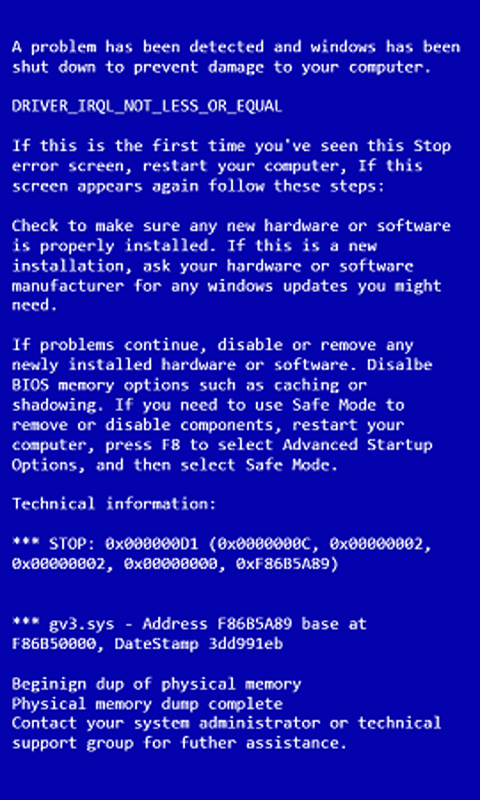 A problem has been detected and windows has been
shut down to prevent damage to your computer.
DRIVER_IRQL_NOT_LESS_OR_EQUAL
If this is the first time you've seen this Stop
error screen, restart your computer, If this
screen appears again follow these steps:
Check to make sure any new hardware or software
is properly installed. If this is a new
installation, ask your hardware or software
manufacturer for any windows updates you might
need.
If problems continue, disable or remove any
newly installed hardware or software. Disalbe
BIOS memory options such as caching or
shadowing. If you need to use Safe Mode to
remove or disable components, restart your
computer, press F8 to select Advanced Startup
Options, and then select Safe Mode.
Technical information:
*** STOP: 0x000000D1 (0x0000000C, 0x00000002,
0x00000002, 0x00000000, 0xF86B5A89)
*** gv3.sys - Address F86B5A89 base at
F86B50000, DateStamp 3dd991eb
Beginign dup of physical memory
Physical memory dump complete
Contact your system administrator or technical
support group for futher assistance.